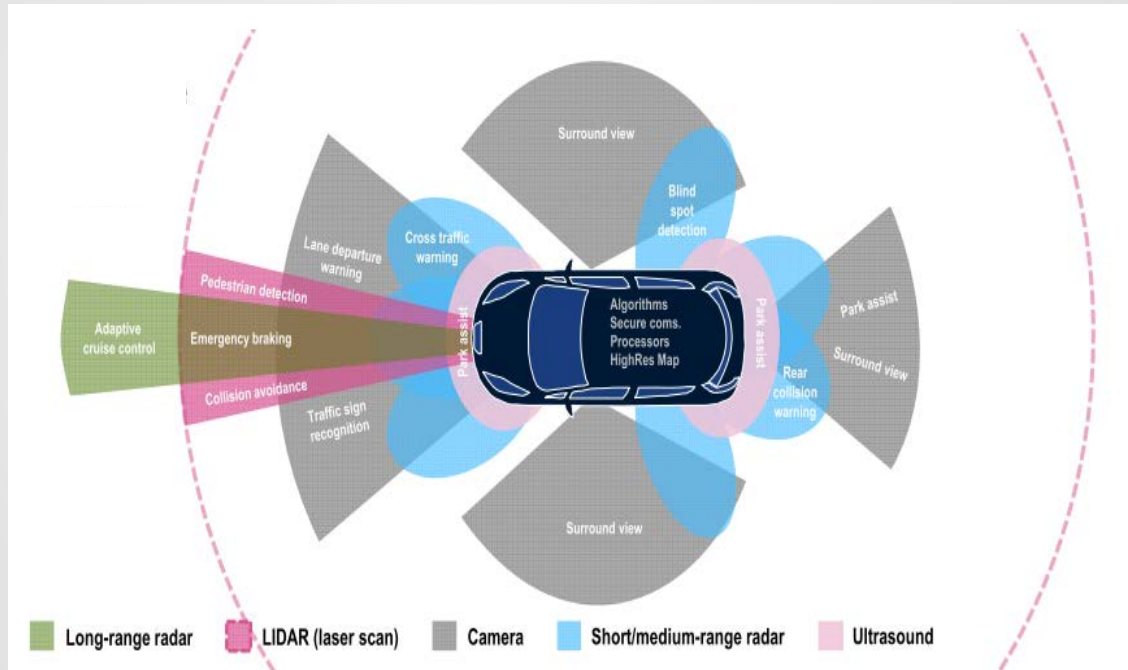 Surround view
Blind
spot
detection
Cross traffic
warning
Lane departure
warning
Pedestrian detection
Adaptive
cruise control
Emergency braking
Collision avoidance
Traffic sign
recognition
Park assist
Algorithms
Secure coms.
Processors
HighRes Map
Park assist
Park assist
Surround view
Rear
collision
warning
Surround view
Long-range radar
LIDAR (laser scan)
Camera
Short/medium-range radar
Ultrasound